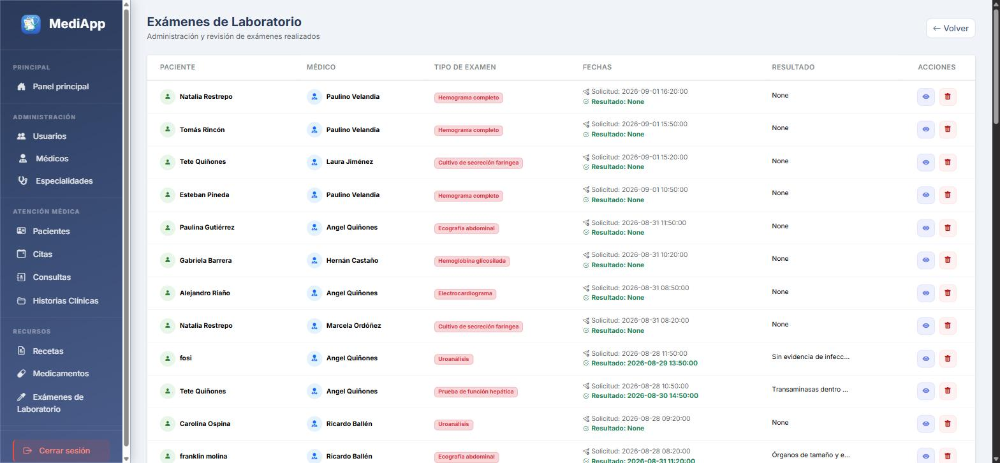 MediApp
PRINCIPAL
Panel principal
ADMINISTRACIÓN
Usuarios
Médicos
Especialidades
ATENCIÓN MÉDICA
Pacientes
Citas
Consultas
Historias Clínicas
RECURSOS
Recetas
Medicamentos
Exámenes de
Laboratorio
Cerrar sesión
Exámenes de Laboratorio
Administración y revisión de exámenes realizados
← Volver
PACIENTE MÉDICO TIPO DE EXAMEN FECHAS RESULTADO ACCIONES
Natalia Restrepo Paulino Velandia Hemograma completo Solicitud: 2026-09-01 16:20:00 None
Resultado: None
Tomás Rincón Paulino Velandia Hemograma completo Solicitud: 2026-09-01 15:50:00 None
Resultado: None
Tete Quiñones Laura Jiménez Cultivo de secreción faríngea Solicitud: 2026-09-01 15:20:00 None
Resultado: None
Esteban Pineda Paulino Velandia Hemograma completo Solicitud: 2026-09-01 10:50:00 None
Resultado: None
Paulina Gutiérrez Angel Quiñones Ecografía abdominal Solicitud: 2026-08-31 11:50:00 None
Resultado: None
Gabriela Barrera Hernán Castaño Hemoglobina glicosilada Solicitud: 2026-08-31 10:20:00 None
Resultado: None
Alejandro Riaño Angel Quiñones Electrocardiograma Solicitud: 2026-08-31 08:50:00 None
Resultado: None
Natalia Restrepo Marcela Ordóñez Cultivo de secreción faríngea Solicitud: 2026-08-31 08:20:00 None
Resultado: None
fosi Angel Quiñones Uroanálisis Solicitud: 2026-08-28 11:50:00 Sin evidencia de infecc...
Resultado: 2026-08-29 13:50:00
Tete Quiñones Angel Quiñones Prueba de función hepática Solicitud: 2026-08-28 10:50:00 Transaminasas dentro ...
Resultado: 2026-08-30 14:50:00
Carolina Ospina Ricardo Ballén Uroanálisis Solicitud: 2026-08-28 09:20:00 None
Resultado: None
franklin molina Ricardo Ballén Ecografía abdominal Solicitud: 2026-08-28 08:20:00 Órganos de tamaño y e...
Resultado: 2026-08-31 11:20:00